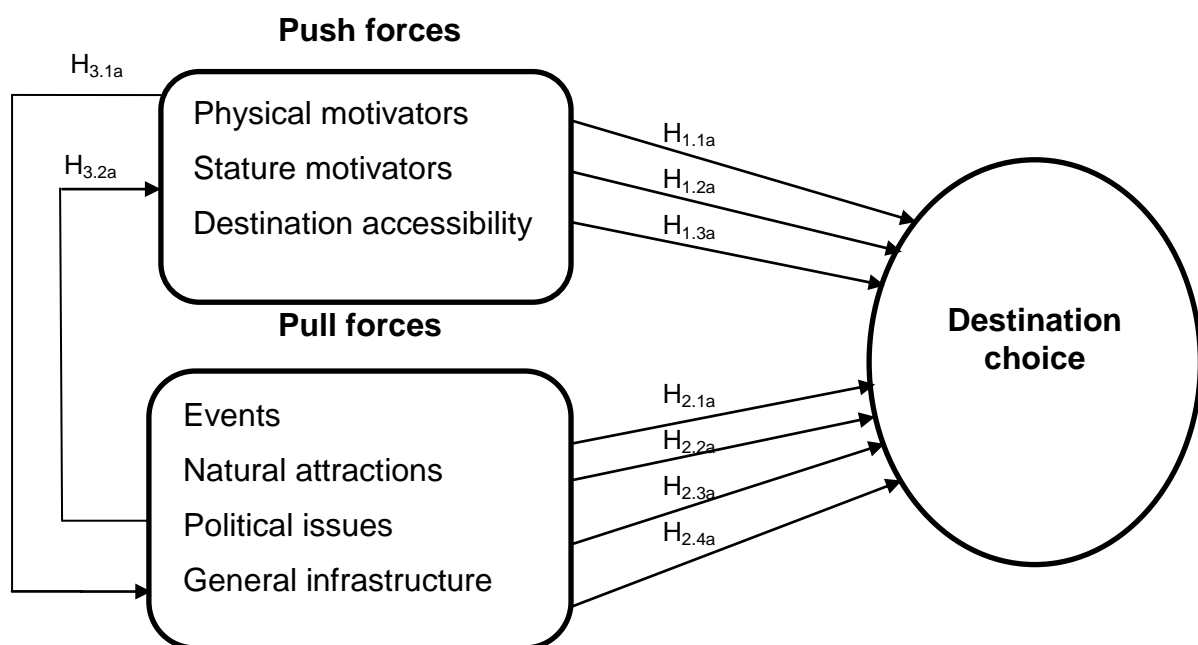 Push forces
H3.1a
Physical motivators
H1.1a
H3.2a
Stature motivators
H1.2a
Destination accessibility
H1.3a
Pull forces
Destination
choice
Events
H2.1a
Natural attractions
H2.2a
Political issues
H2.3a
General infrastructure
H2.4a